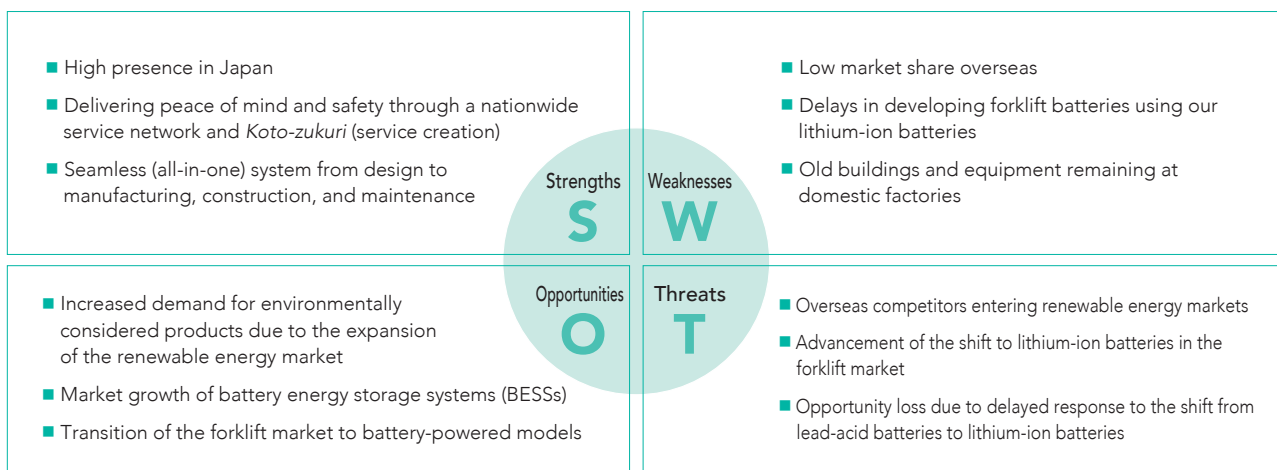 ■ High presence in Japan
■ Delivering peace of mind and safety through a nationwide
service network and Koto-zukuri (service creation)
■ Seamless (all-in-one) system from design to
manufacturing, construction, and maintenance
Strengths
S
■ Low market share overseas
■ Delays in developing forklift batteries using our
lithium-ion batteries
■ Old buildings and equipment remaining at
domestic factories
Weaknesses
W
■ Increased demand for environmentally
considered products due to the expansion
of the renewable energy market
■ Market growth of battery energy storage systems (BESSs)
■ Transition of the forklift market to battery-powered models
Opportunities
O
■ Overseas competitors entering renewable energy markets
■ Advancement of the shift to lithium-ion batteries in the
forklift market
■ Opportunity loss due to delayed response to the shift from
lead-acid batteries to lithium-ion batteries
Threats
T